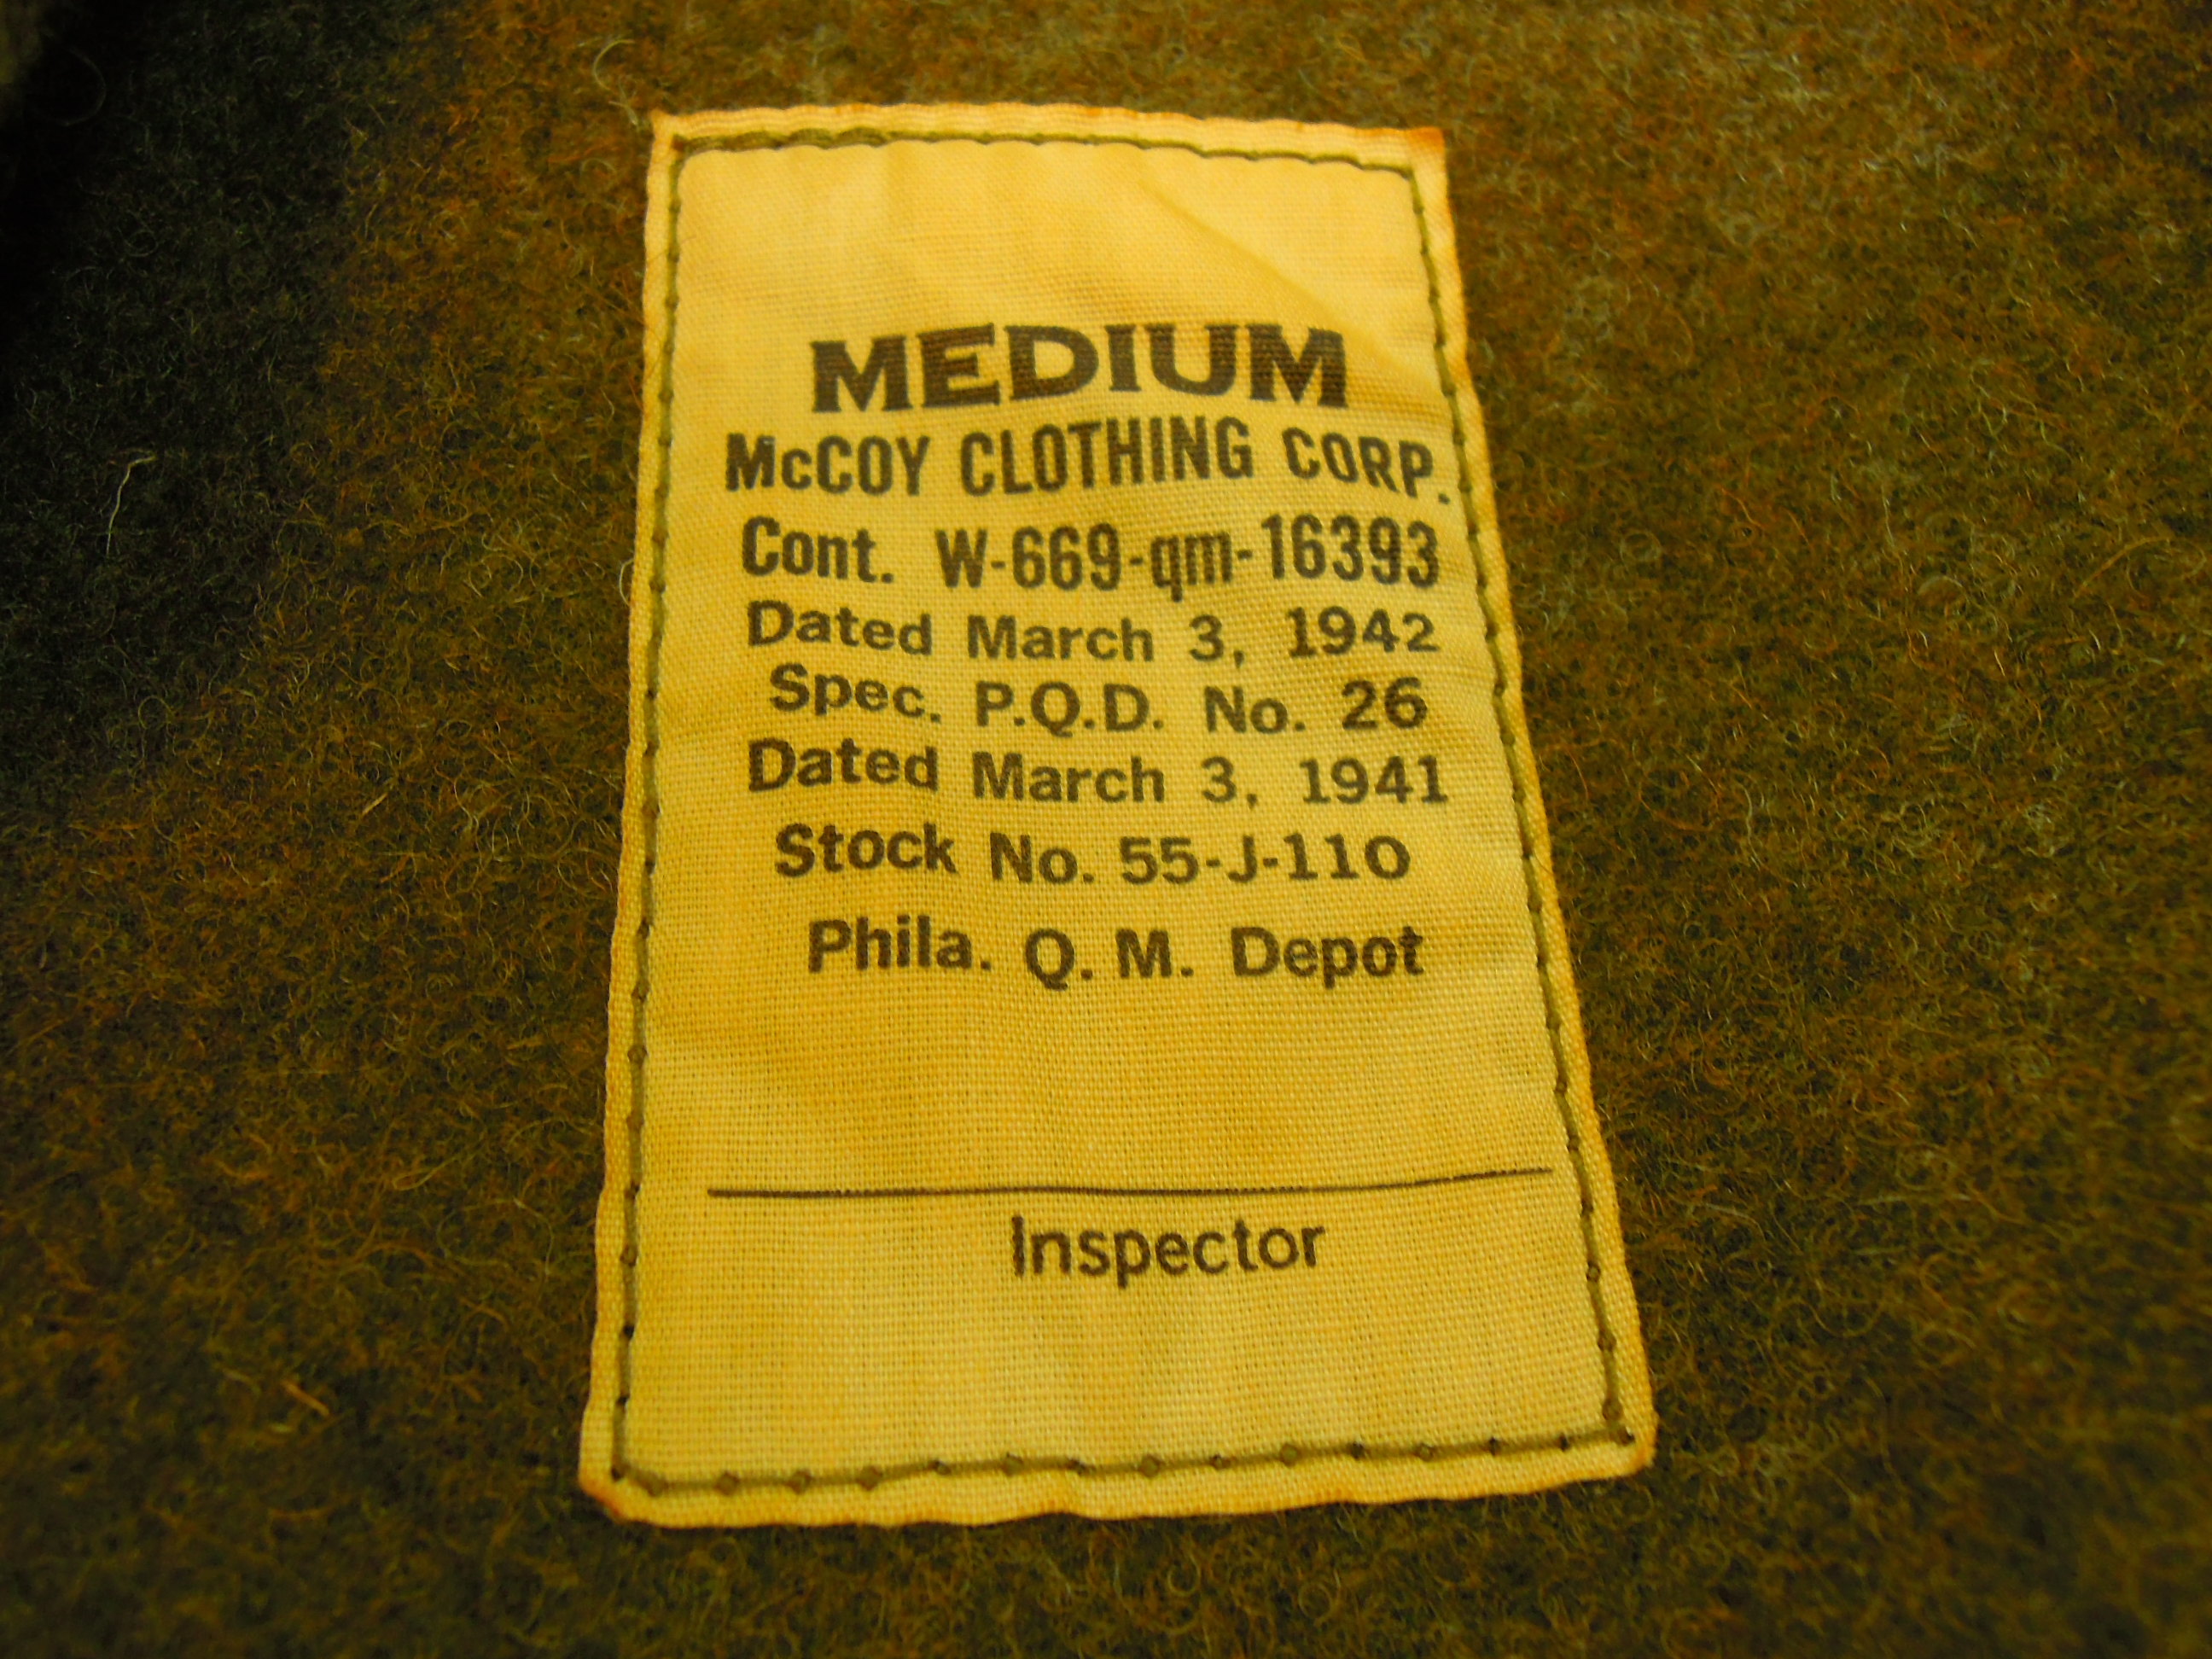 MEDIUM
McCOY CLOTHING CORP.
Cont. W-669-qm-16393
Dated March 3, 1942
Spec. P.Q.D. No. 26
Dated March 3, 1941
Stock No. 55-J-110
Phila. Q. M. Depot
Inspector